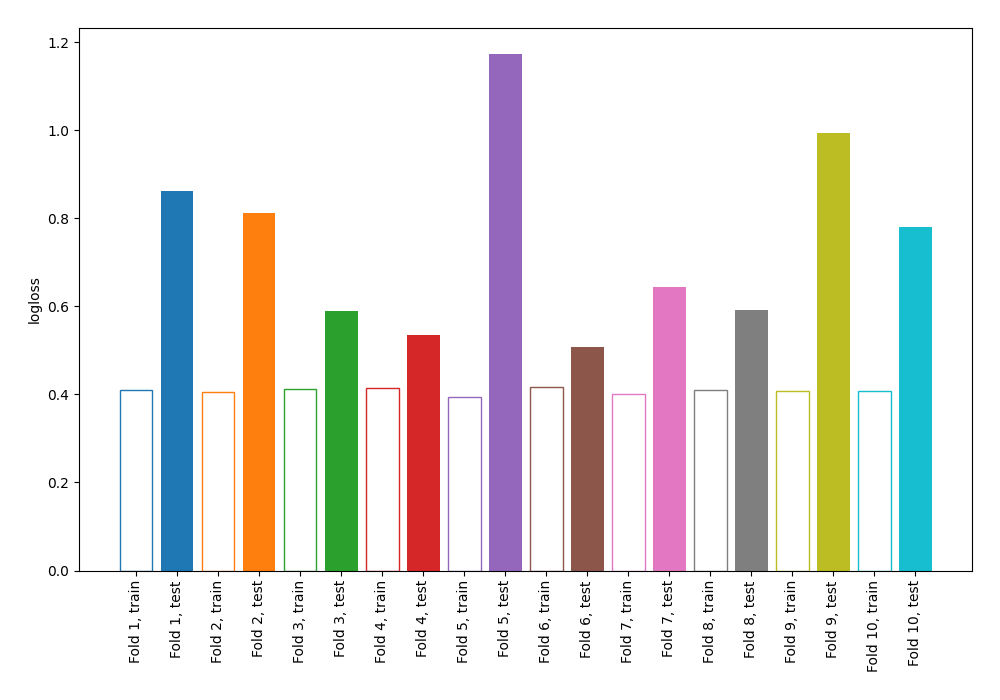 1.2
1.0
0.8
0.6
0.4
0.2
0.0
logloss
Fold 1, train
Fold 1, test
Fold 2, train
Fold 2, test
Fold 3, train
Fold 3, test
Fold 4, train
Fold 4, test
Fold 5, train
Fold 5, test
Fold 6, train
Fold 6, test
Fold 7, train
Fold 7, test
Fold 8, train
Fold 8, test
Fold 9, train
Fold 9, test
Fold 10, train
Fold 10, test